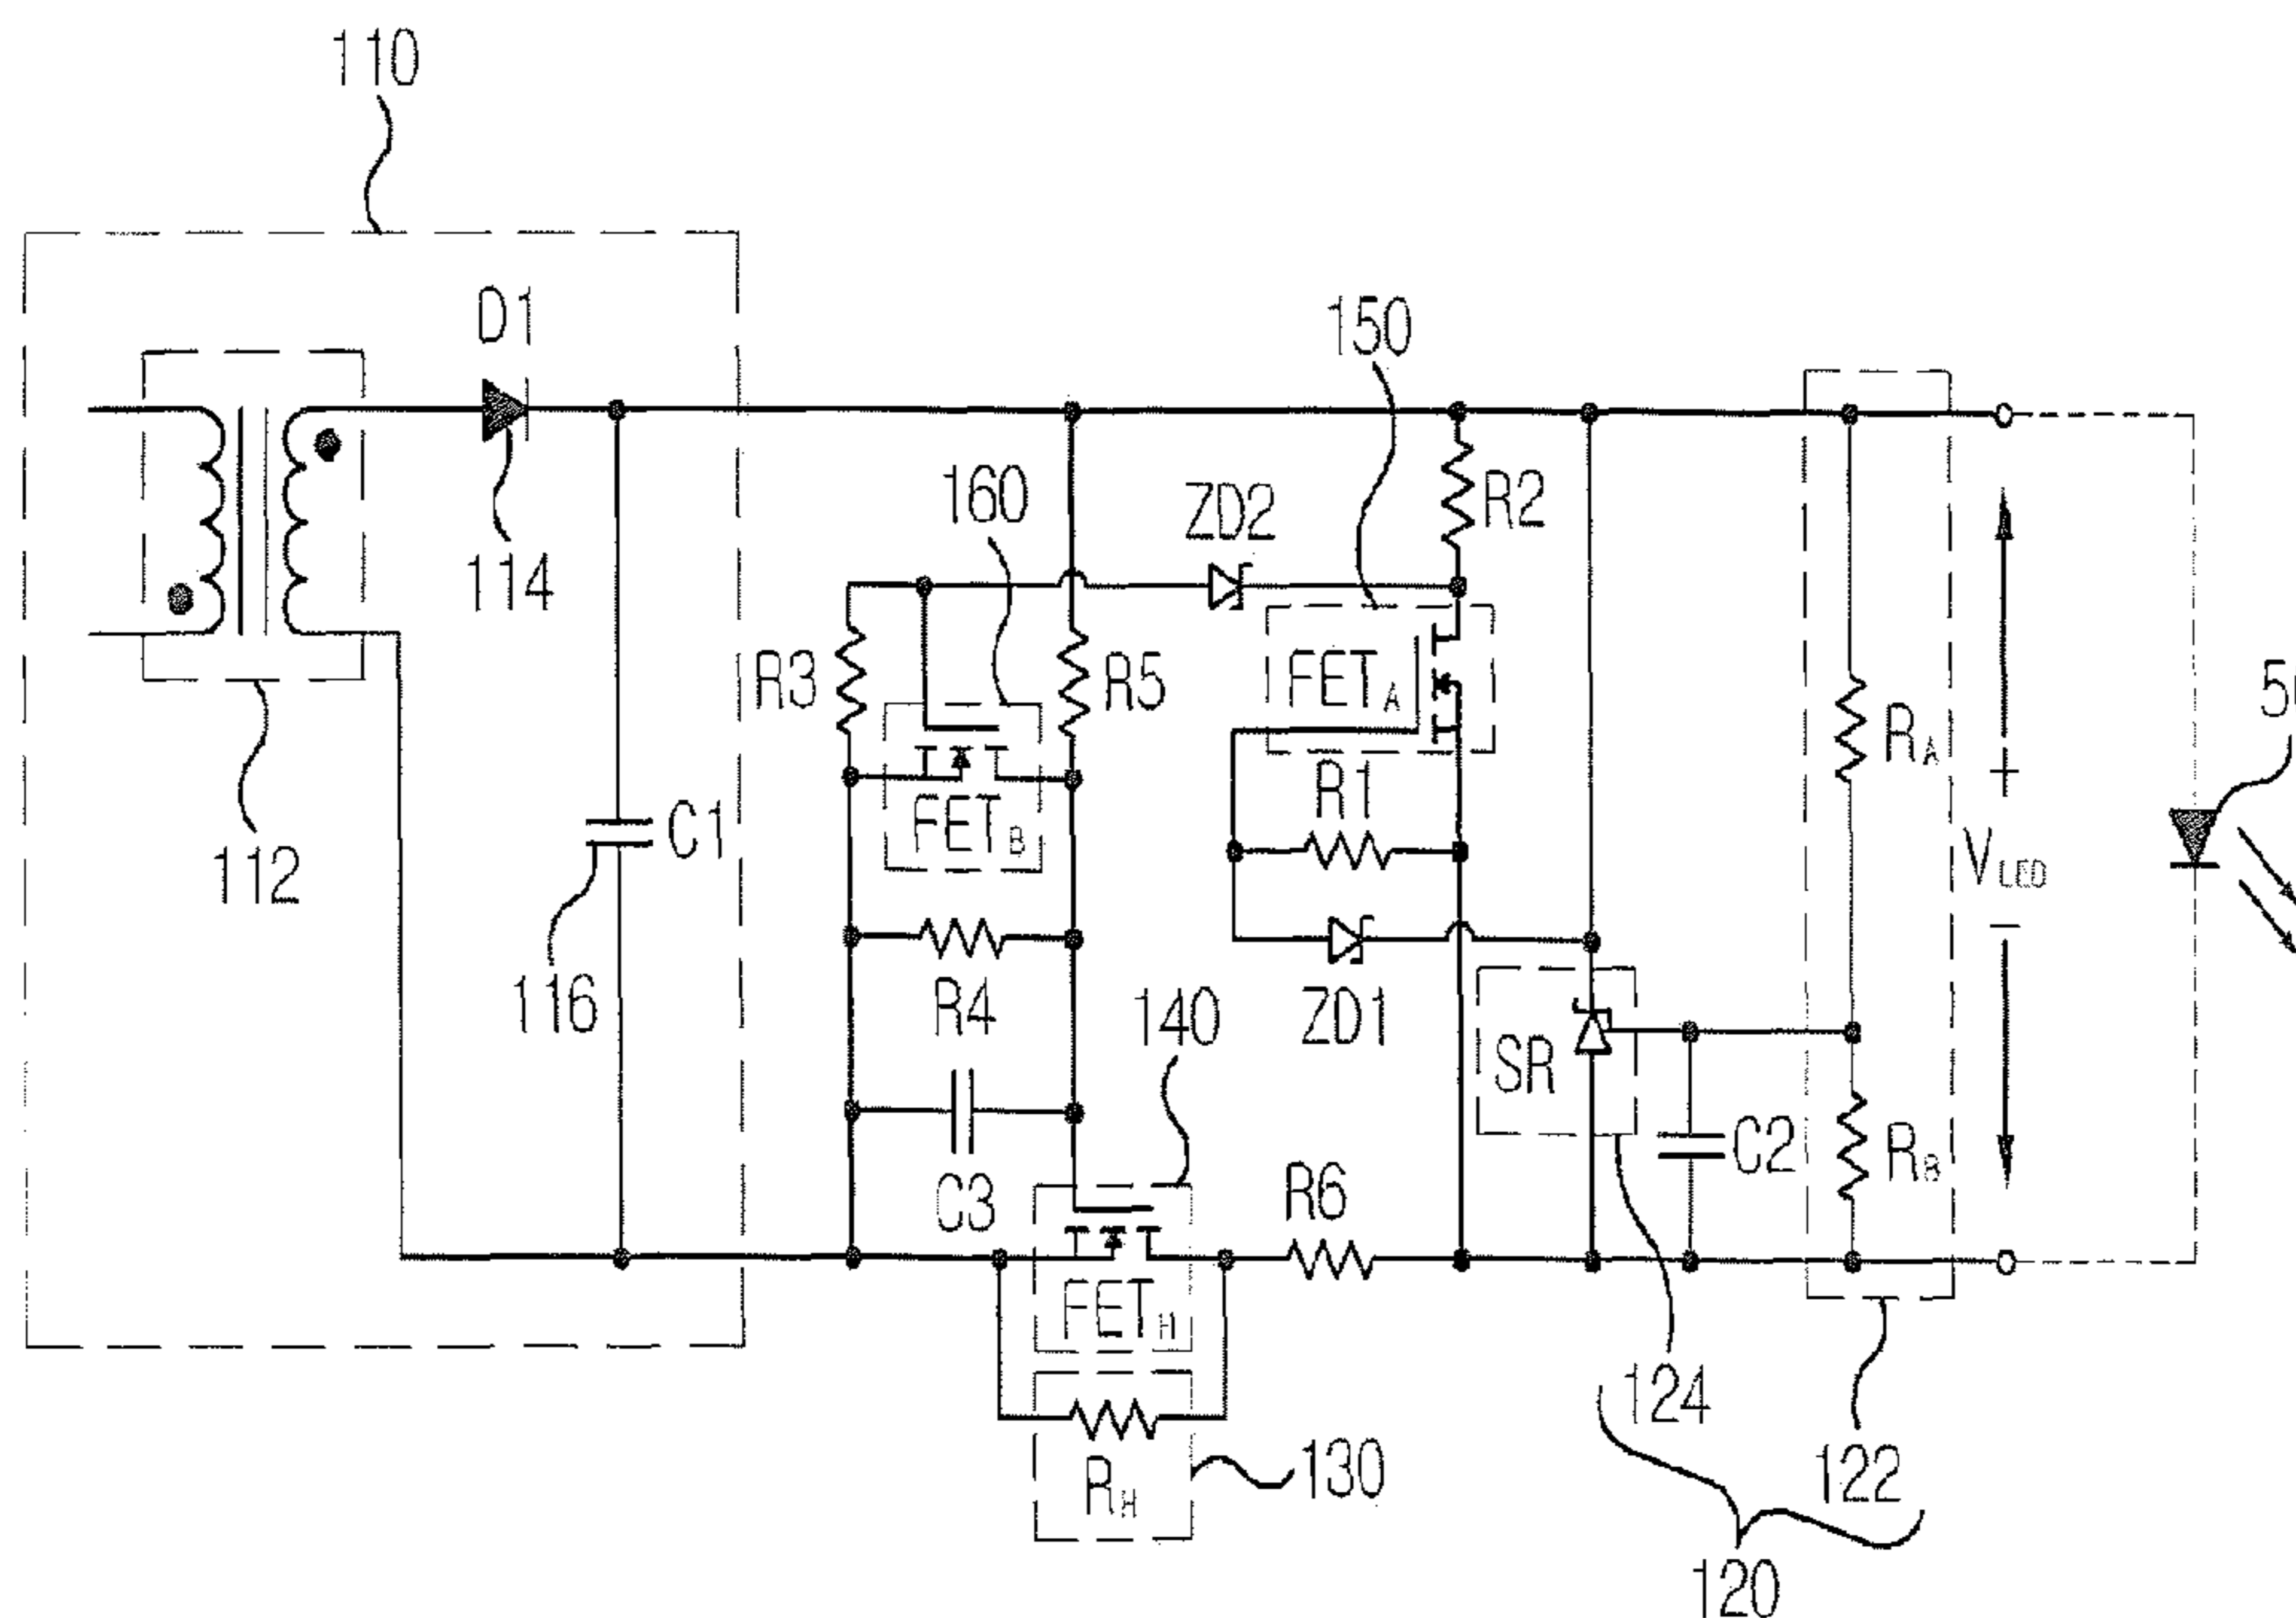 110
D1
150
160
ZD2
R2
114
R3
R5
FETA
RA
5
R1
FETB
C1
112
VLED
+
−
116
R4
ZD1
140
SR
C2
RB
C3
R6
FETH
124
RH
130
122
120